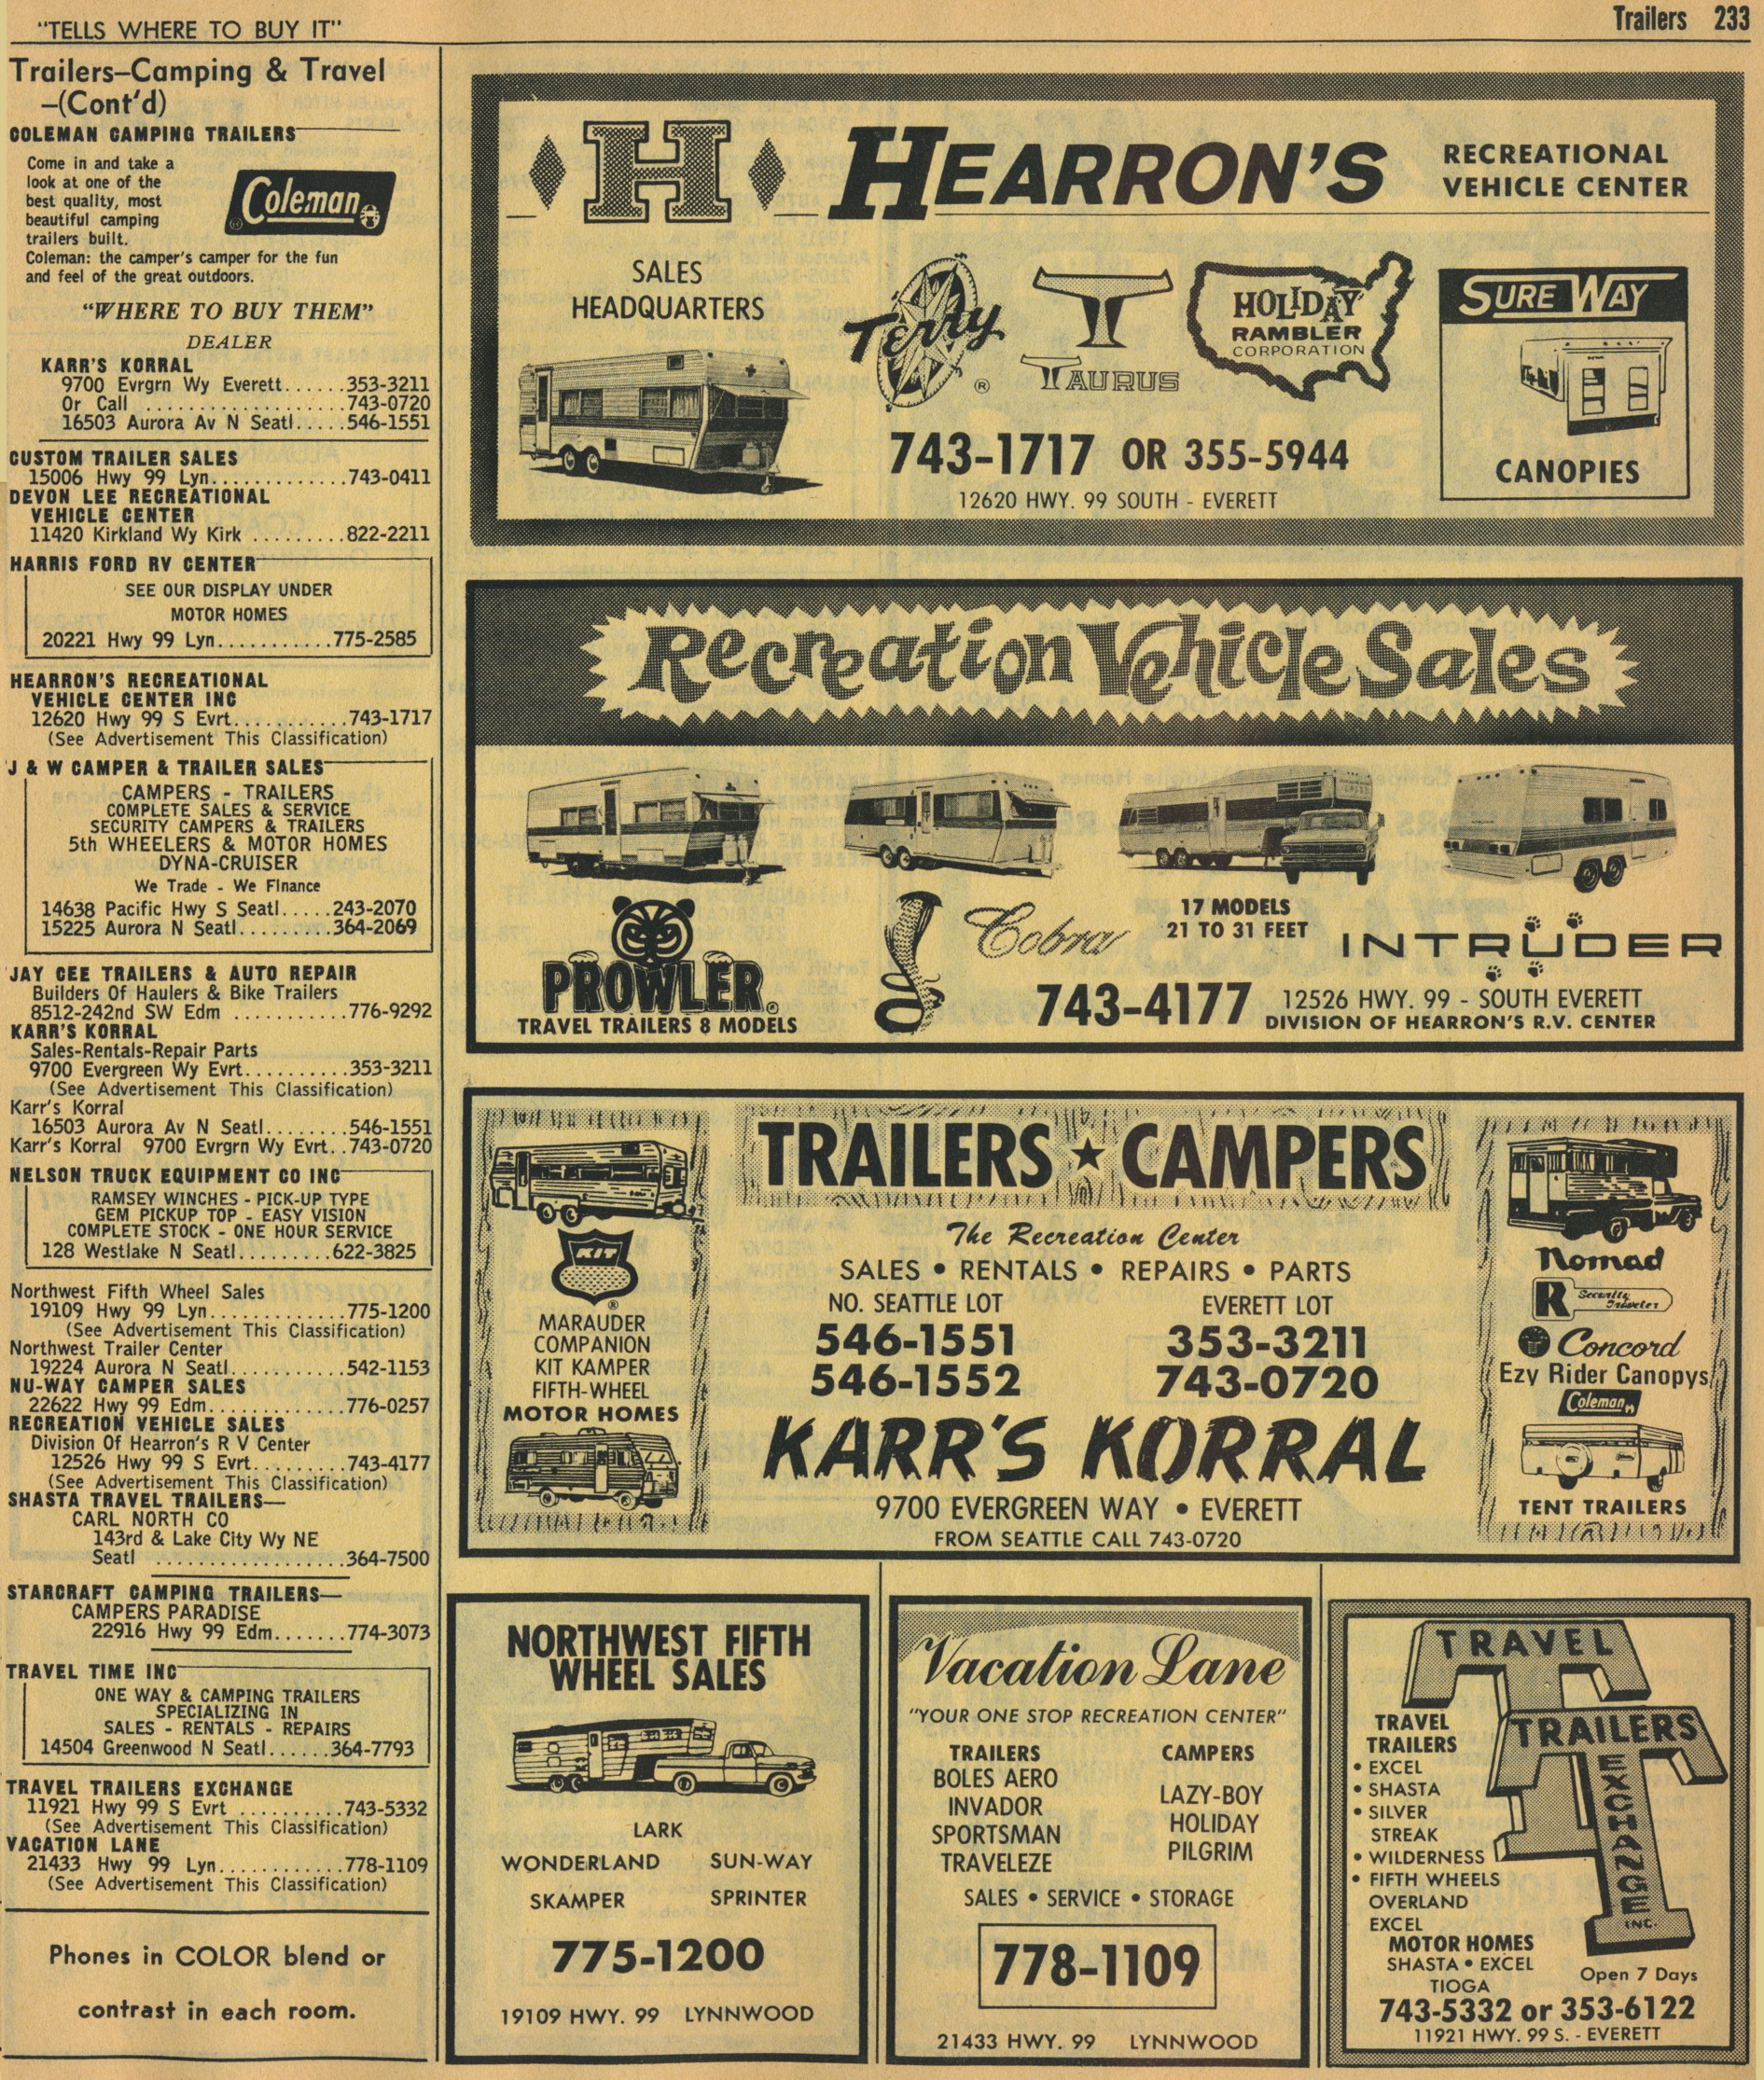 "TELLS WHERE TO BUY IT"
Trailers 233
Trailers–Camping & Travel
–(Cont'd)
COLEMAN CAMPING TRAILERS
Come in and take a
look at one of the
best quality, most
beautiful camping
trailers built.
Coleman
Coleman: the camper's camper for the fun
and feel of the great outdoors.
"WHERE TO BUY THEM"
DEALER
KARR'S KORRAL
9700 Evrgrn Wy Everett......353-3211
Or Call ..................743-0720
16503 Aurora Av N Seatl.....546-1551
CUSTOM TRAILER SALES
15006 Hwy 99 Lyn............743-0411
DEVON LEE RECREATIONAL
VEHICLE CENTER
11420 Kirkland Wy Kirk .........822-2211
HARRIS FORD RV CENTER
SEE OUR DISPLAY UNDER
MOTOR HOMES
20221 Hwy 99 Lyn...........775-2585
HEARRON'S RECREATIONAL
VEHICLE CENTER INC
12620 Hwy 99 S Evrt...........743-1717
(See Advertisement This Classification)
J & W CAMPER & TRAILER SALES
CAMPERS - TRAILERS
COMPLETE SALES & SERVICE
SECURITY CAMPERS & TRAILERS
5th WHEELERS & MOTOR HOMES
DYNA-CRUISER
We Trade - We Finance
14638 Pacific Hwy S Seatl.....243-2070
15225 Aurora N Seatl.........364-2069
JAY CEE TRAILERS & AUTO REPAIR
Builders Of Haulers & Bike Trailers
8512-242nd SW Edm ...........776-9292
KARR'S KORRAL
Sales-Rentals-Repair Parts
9700 Evergreen Wy Evrt..........353-3211
(See Advertisement This Classification)
Karr's Korral
16503 Aurora Av N Seatl........546-1551
Karr's Korral 9700 Evrgrn Wy Evrt..743-0720
NELSON TRUCK EQUIPMENT CO INC
RAMSEY WINCHES - PICK-UP TYPE
GEM PICKUP TOP - EASY VISION
COMPLETE STOCK - ONE HOUR SERVICE
128 Westlake N Seatl.........622-3825
Northwest Fifth Wheel Sales
19109 Hwy 99 Lyn.............775-1200
(See Advertisement This Classification)
Northwest Trailer Center
19224 Aurora N Seatl...........542-1153
NU-WAY CAMPER SALES
22622 Hwy 99 Edm.............776-0257
RECREATION VEHICLE SALES
Division Of Hearron's R V Center
12526 Hwy 99 S Evrt.........743-4177
(See Advertisement This Classification)
SHASTA TRAVEL TRAILERS—
CARL NORTH CO
143rd & Lake City Wy NE
Seatl ..................364-7500
STARCRAFT CAMPING TRAILERS—
CAMPERS PARADISE
22916 Hwy 99 Edm.......774-3073
TRAVEL TIME INC
ONE WAY & CAMPING TRAILERS
SPECIALIZING IN
SALES - RENTALS - REPAIRS
14504 Greenwood N Seatl......364-7793
TRAVEL TRAILERS EXCHANGE
11921 Hwy 99 S Evrt ..........743-5332
(See Advertisement This Classification)
VACATION LANE
21433 Hwy 99 Lyn............778-1109
(See Advertisement This Classification)
Phones in COLOR blend or
contrast in each room.
H HEARRON'S
RECREATIONAL
VEHICLE CENTER
SALES
HEADQUARTERS
Terry ®
TAURUS
HOLIDAY
RAMBLER
CORPORATION
SURE WAY
CANOPIES
743-1717 OR 355-5944
12620 HWY. 99 SOUTH - EVERETT
Recreation Vehicle Sales
PROWLER®
TRAVEL TRAILERS 8 MODELS
Cobra
17 MODELS
21 TO 31 FEET
INTRUDER
743-4177
12526 HWY. 99 - SOUTH EVERETT
DIVISION OF HEARRON'S R.V. CENTER
TRAILERS ★ CAMPERS
The Recreation Center
SALES • RENTALS • REPAIRS • PARTS
NO. SEATTLE LOT
546-1551
546-1552
EVERETT LOT
353-3211
743-0720
KARR'S KORRAL
9700 EVERGREEN WAY • EVERETT
FROM SEATTLE CALL 743-0720
KIT
®
MARAUDER
COMPANION
KIT KAMPER
FIFTH-WHEEL
MOTOR HOMES
Nomad
R Security Traveler
Concord
Ezy Rider Canopys
Coleman
TENT TRAILERS
NORTHWEST FIFTH
WHEEL SALES
LARK
WONDERLAND SUN-WAY
SKAMPER SPRINTER
775-1200
19109 HWY. 99 LYNNWOOD
Vacation Lane
"YOUR ONE STOP RECREATION CENTER"
TRAILERS
BOLES AERO
INVADOR
SPORTSMAN
TRAVELEZE
CAMPERS
LAZY-BOY
HOLIDAY
PILGRIM
SALES • SERVICE • STORAGE
778-1109
21433 HWY. 99 LYNNWOOD
TRAVEL
TRAILERS
EXCHANGE
INC.
TRAVEL
TRAILERS
• EXCEL
• SHASTA
• SILVER
STREAK
• WILDERNESS
• FIFTH WHEELS
OVERLAND
EXCEL
MOTOR HOMES
SHASTA • EXCEL
TIOGA
Open 7 Days
743-5332 or 353-6122
11921 HWY. 99 S. - EVERETT